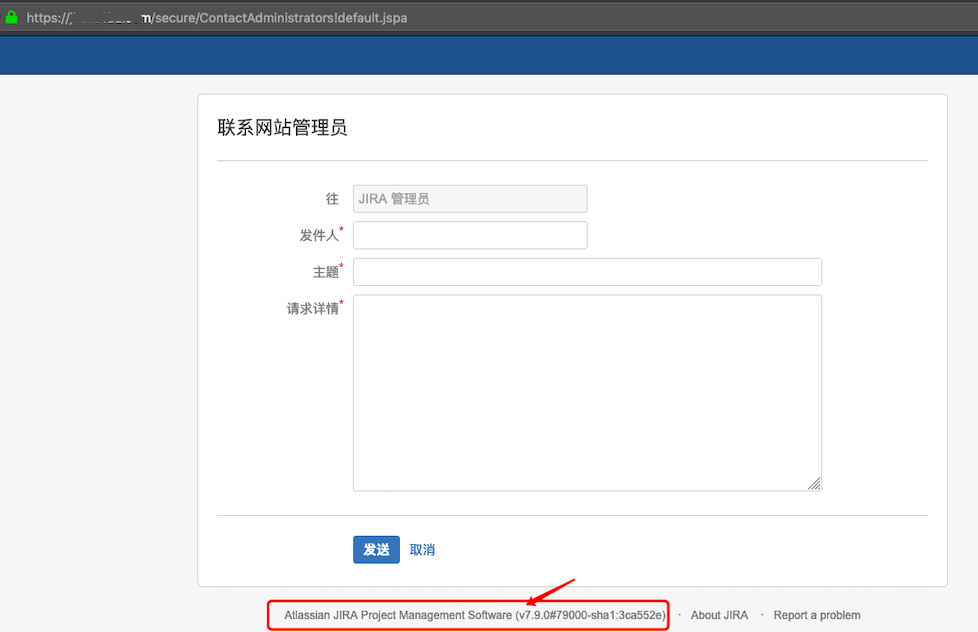 https://j m/secure/ContactAdministrators!default.jspa
联系网站管理员
往 JIRA 管理员
发件人*
主题*
请求详情*
发送 取消
Atlassian JIRA Project Management Software (v7.9.0#79000-sha1:3ca552e) · About JIRA · Report a problem